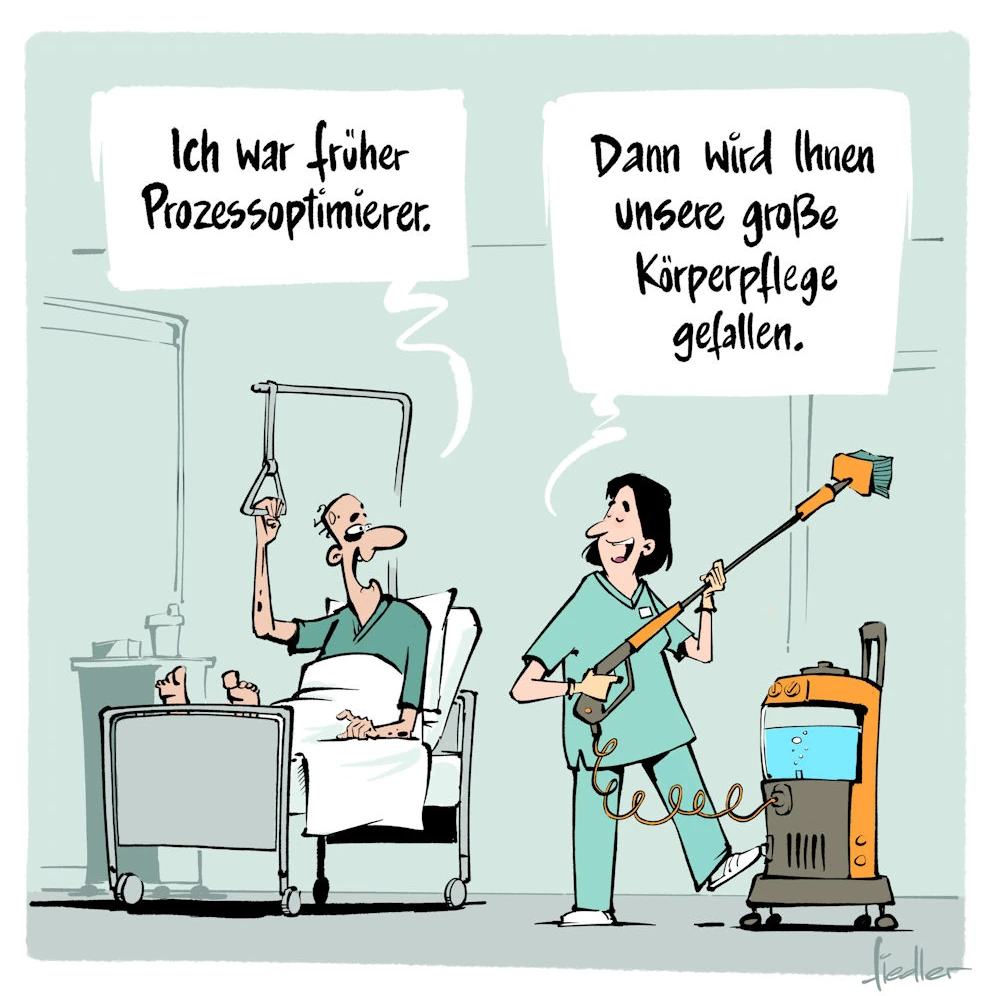 Ich war früher
Prozessoptimierer.
Dann wird Ihnen
unsere große
Körperpflege
gefallen.
fiedler